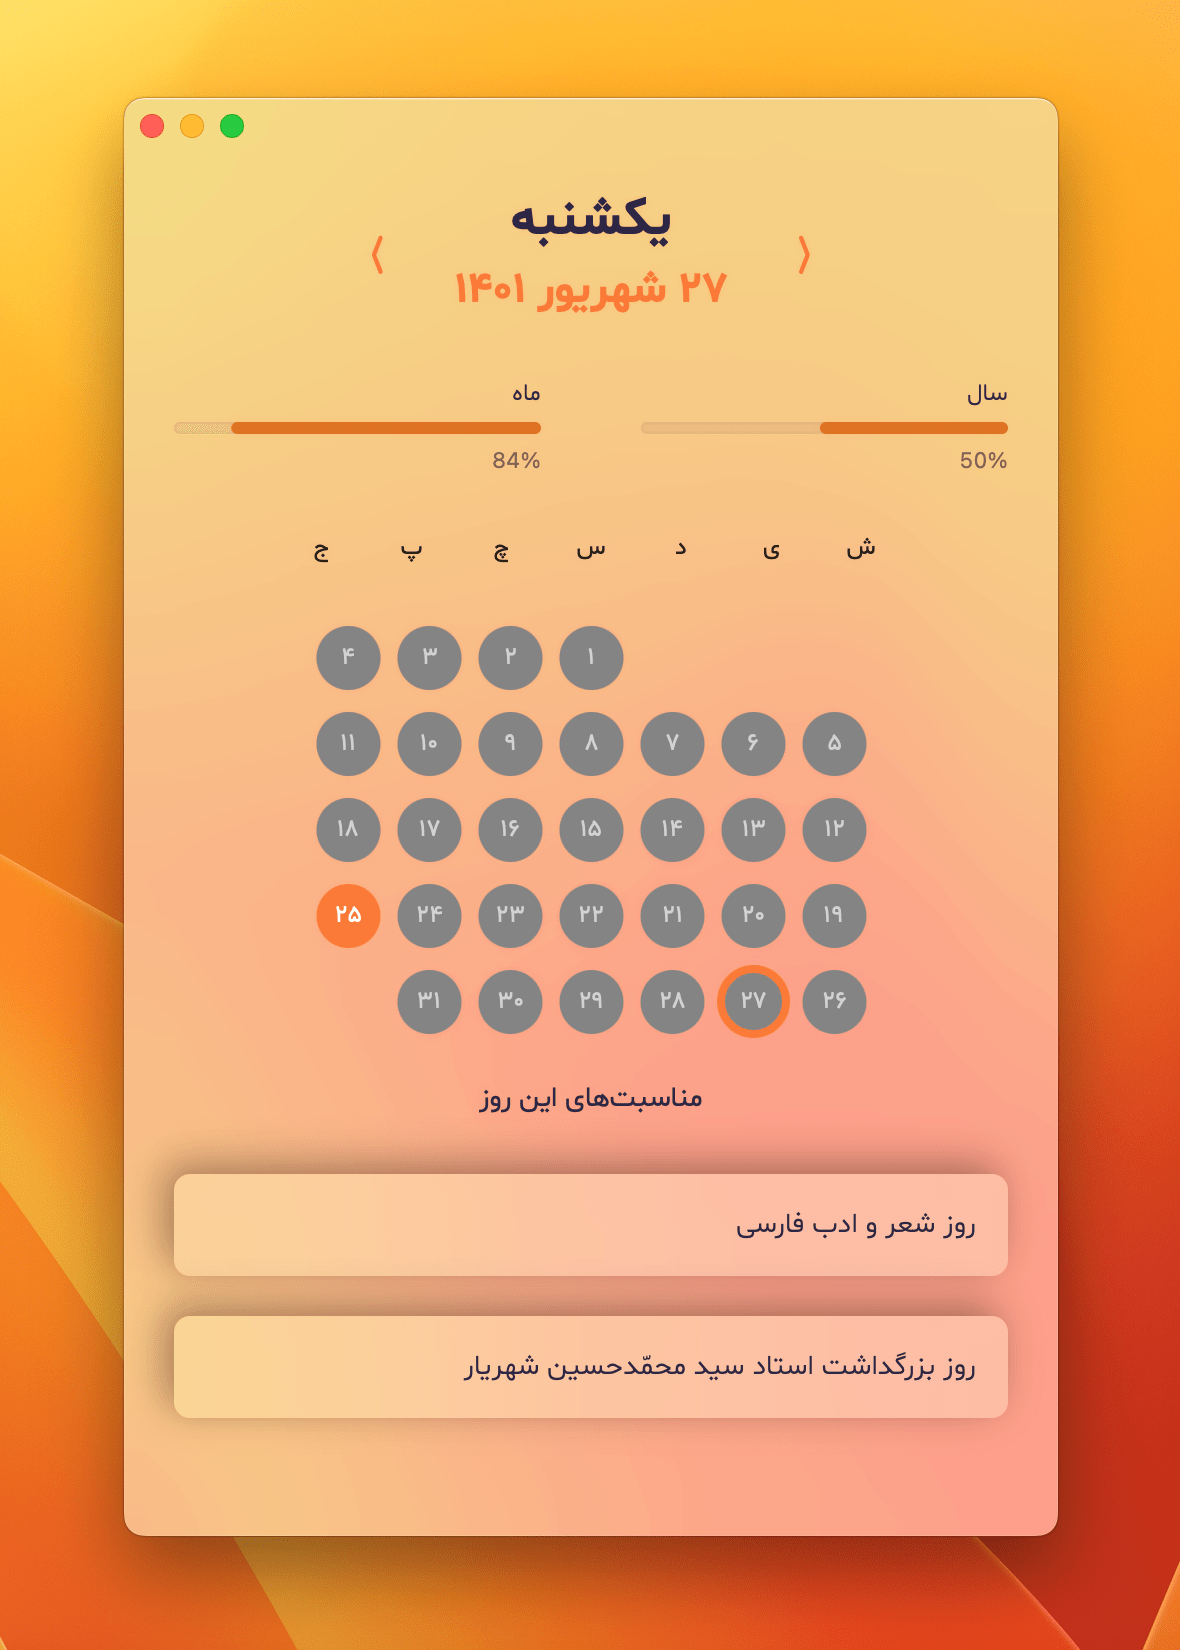 یکشنبه
۲۷ شهریور ۱۴۰۱
سال
50%
ماه
84%
ش ی د س چ پ ج
۱ ۲ ۳ ۴
۵ ۶ ۷ ۸ ۹ ۱۰ ۱۱
۱۲ ۱۳ ۱۴ ۱۵ ۱۶ ۱۷ ۱۸
۱۹ ۲۰ ۲۱ ۲۲ ۲۳ ۲۴ ۲۵
۲۶ ۲۷ ۲۸ ۲۹ ۳۰ ۳۱
مناسبت‌های این روز
روز شعر و ادب فارسی
روز بزرگداشت استاد سید محمّدحسین شهریار